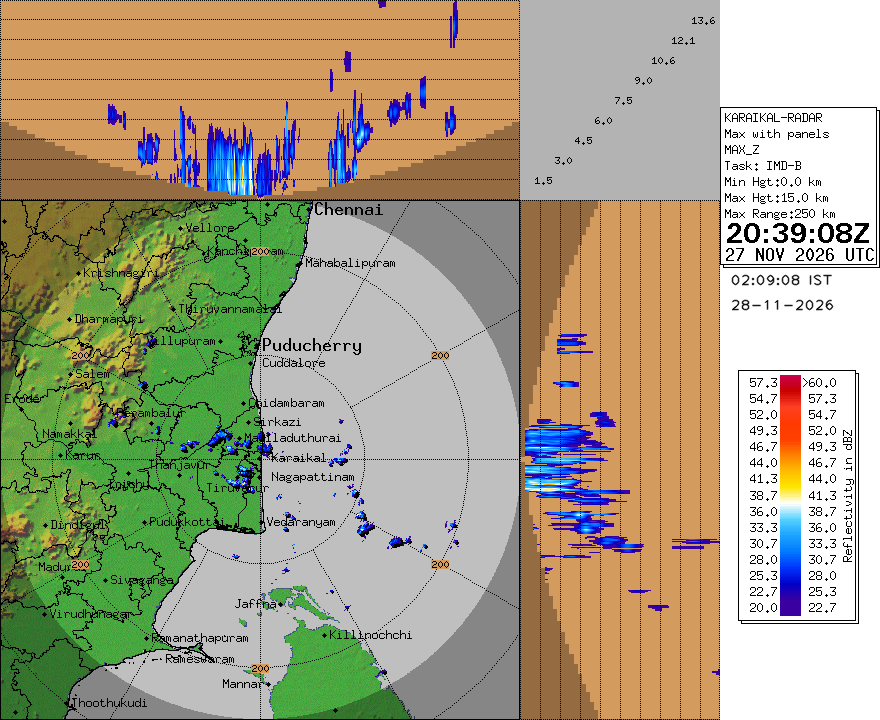 13.6
12.1
10.6
9.0
7.5
6.0
4.5
3.0
1.5
KARAIKAL-RADAR
Max with panels
MAX_Z
Task: IMD-B
Min Hgt:0.0 km
Max Hgt:15.0 km
Max Range:250 km
20:39:08Z
27 NOV 2026 UTC
02:09:08 IST
28-11-2026
Chennai
Vellore
200
Mahabalipuram
Krishnagiri
Thiruvannamalai
Dharmapuri
Puducherry
200
200
Cuddalore
Salem
Erode
Chidambaram
Perambalur
Sirkazi
Namakkal
Mailaduthurai
Karur
Karaikal
Thanjavur
Nagapattinam
Tiruvarur
Dindigul
Pudukkottai
Vedaranyam
200
200
Madurai
Sivaganga
Jaffna
Virudhunagar
Killinochchi
Ramanathapuram
Rameswaram
200
Mannar
Thoothukudi
57.3 >60.0
54.7 57.3
52.0 54.7
49.3 52.0
46.7 49.3
44.0 46.7
41.3 44.0
38.7 41.3
36.0 38.7
33.3 36.0
30.7 33.3
28.0 30.7
25.3 28.0
22.7 25.3
20.0 22.7
Reflectivity in dBZ